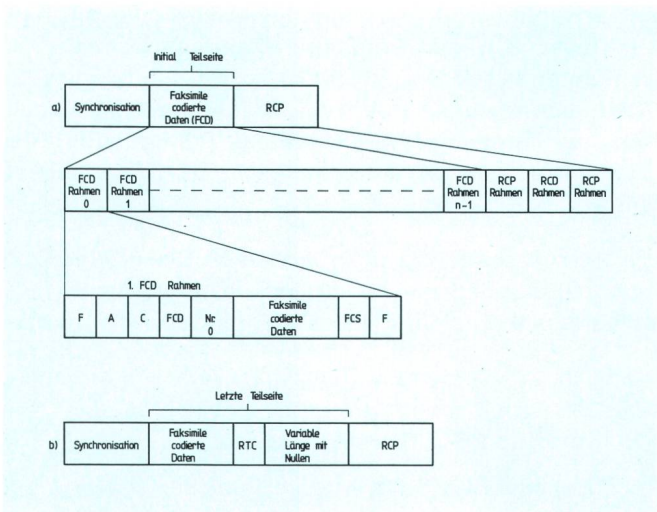 Initial Teilseite
a)
Synchronisation
Faksimile
codierte
Daten (FCD)
RCP
FCD
Rahmen
0
FCD
Rahmen
1
FCD
Rahmen
n-1
RCP
Rahmen
RCD
Rahmen
RCP
Rahmen
1. FCD Rahmen
F
A
C
FCD
Nr.
0
Faksimile
codierte
Daten
FCS
F
Letzte Teilseite
b)
Synchronisation
Faksimile
codierte
Daten
RTC
Variable
Länge mit
Nullen
RCP